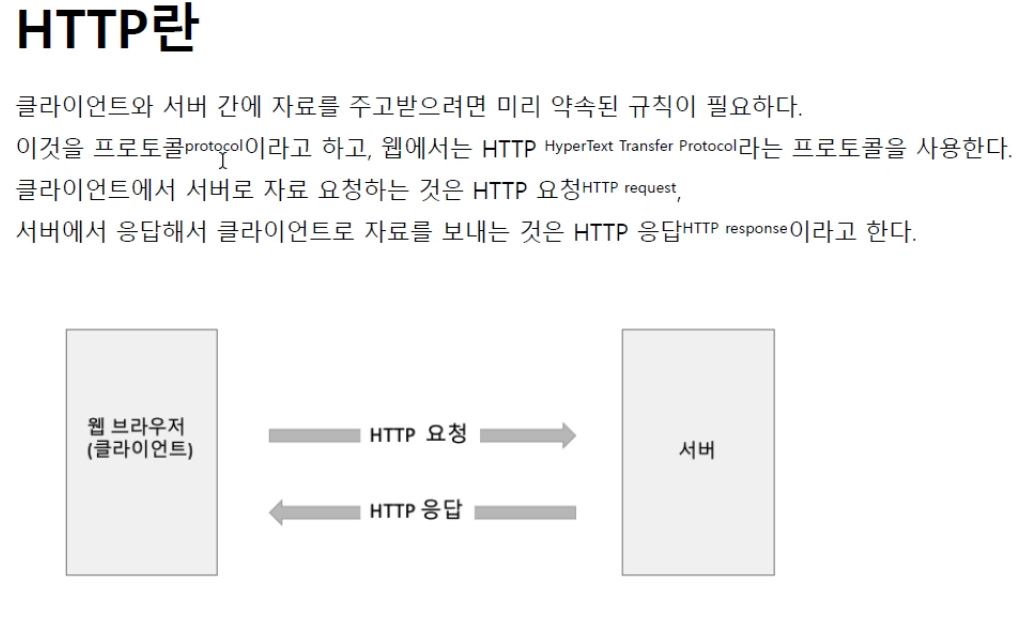 HTTP란
클라이언트와 서버 간에 자료를 주고받으려면 미리 약속된 규칙이 필요하다.
이것을 프로토콜protocol이라고 하고, 웹에서는 HTTP HyperText Transfer Protocol라는 프로토콜을 사용한다.
클라이언트에서 서버로 자료 요청하는 것은 HTTP 요청HTTP request,
서버에서 응답해서 클라이언트로 자료를 보내는 것은 HTTP 응답HTTP response이라고 한다.
웹 브라우저
(클라이언트)
HTTP 요청
HTTP 응답
서버